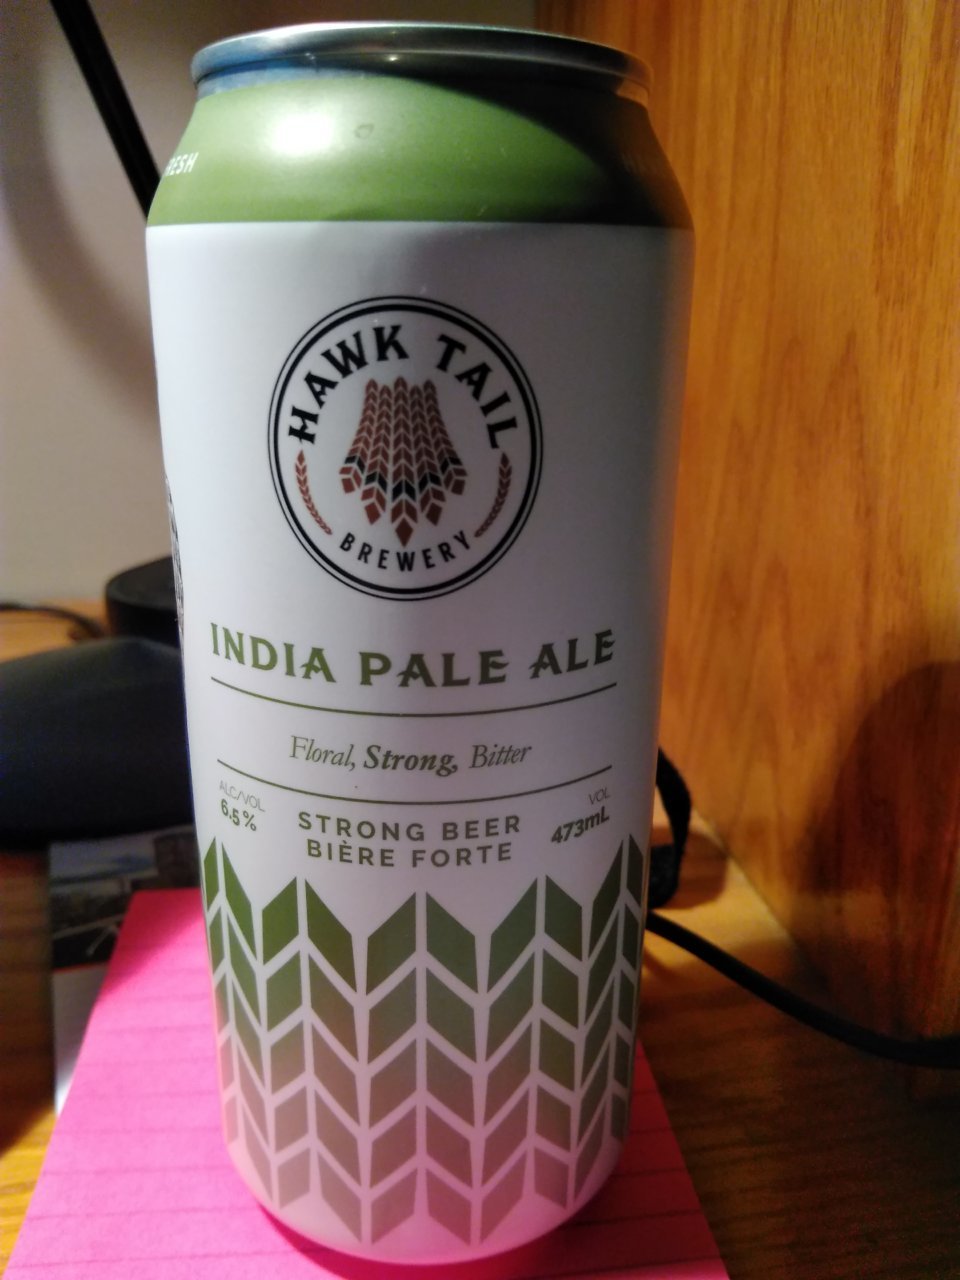 RESH
HAWK TAIL
BREWERY
INDIA PALE ALE
Floral, Strong, Bitter
ALC/VOL
6.5%
STRONG BEER
BIÈRE FORTE
VOL
473mL